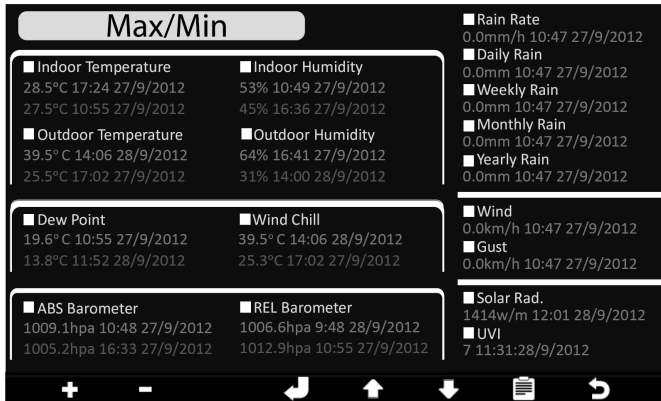 Max/Min
Indoor Temperature
28.5°C 17:24 27/9/2012
27.5°C 10:55 27/9/2012
Indoor Humidity
53% 10:49 27/9/2012
45% 16:36 27/9/2012
Outdoor Temperature
39.5° C 14:06 28/9/2012
25.5°C 17:02 27/9/2012
Outdoor Humidity
64% 16:41 27/9/2012
31% 14:00 28/9/2012
Dew Point
19.6° C 10:55 27/9/2012
13.8°C 11:52 28/9/2012
Wind Chill
39.5° C 14:06 28/9/2012
25.3°C 17:02 27/9/2012
ABS Barometer
1009.1hpa 10:48 27/9/2012
1005.2hpa 16:33 27/9/2012
REL Barometer
1006.6hpa 9:48 28/9/2012
1012.9hpa 10:55 27/9/2012
Rain Rate
0.0mm/h 10:47 27/9/2012
Daily Rain
0.0mm 10:47 27/9/2012
Weekly Rain
0.0mm 10:47 27/9/2012
Monthly Rain
0.0mm 10:47 27/9/2012
Yearly Rain
0.0mm 10:47 27/9/2012
Wind
0.0km/h 10:47 27/9/2012
Gust
0.0km/h 10:47 27/9/2012
Solar Rad.
1414w/m 12:01 28/9/2012
UVI
7 11:31:28/9/2012